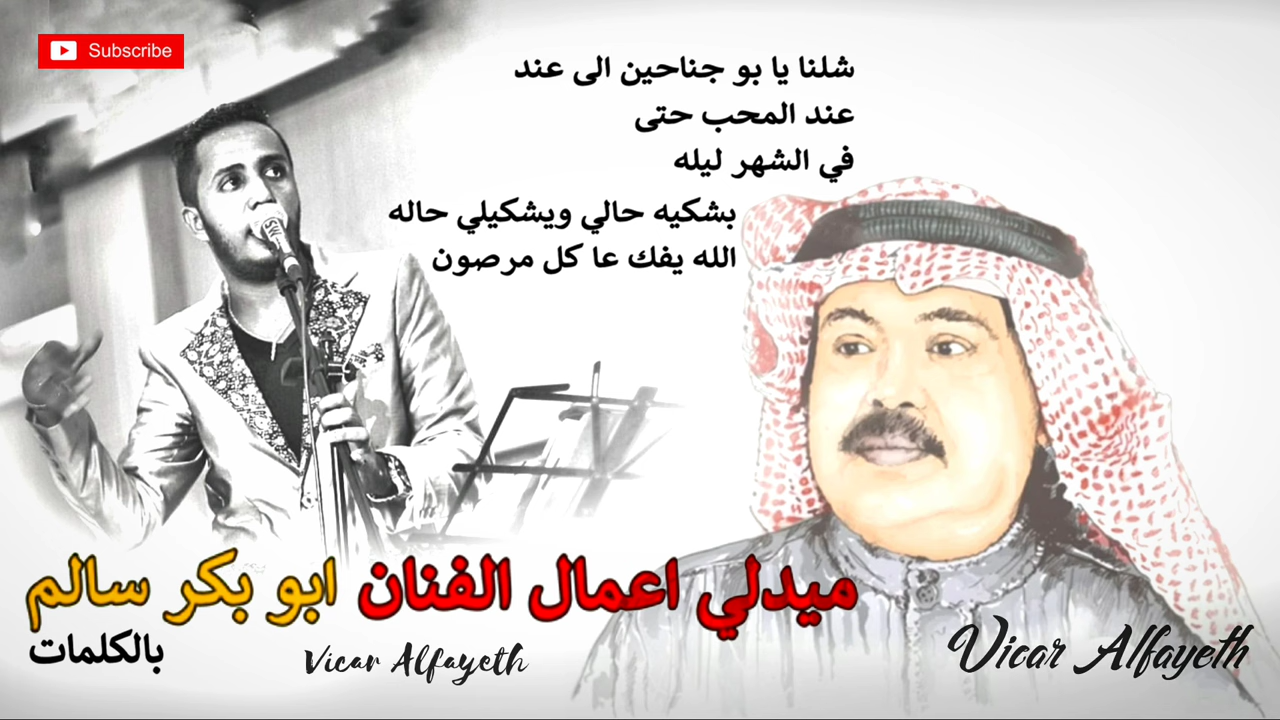 Subscribe
شلنا يا بو جناحين الى عند
عند المحب حتى
في الشهر ليله
بشكيه حالي ويشكيلي حاله
الله يفك عا كل مرصون
ميدلي اعمال الفنان ابو بكر سالم
بالكلمات
Vicar Alfayeth
Vicar Alfayeth